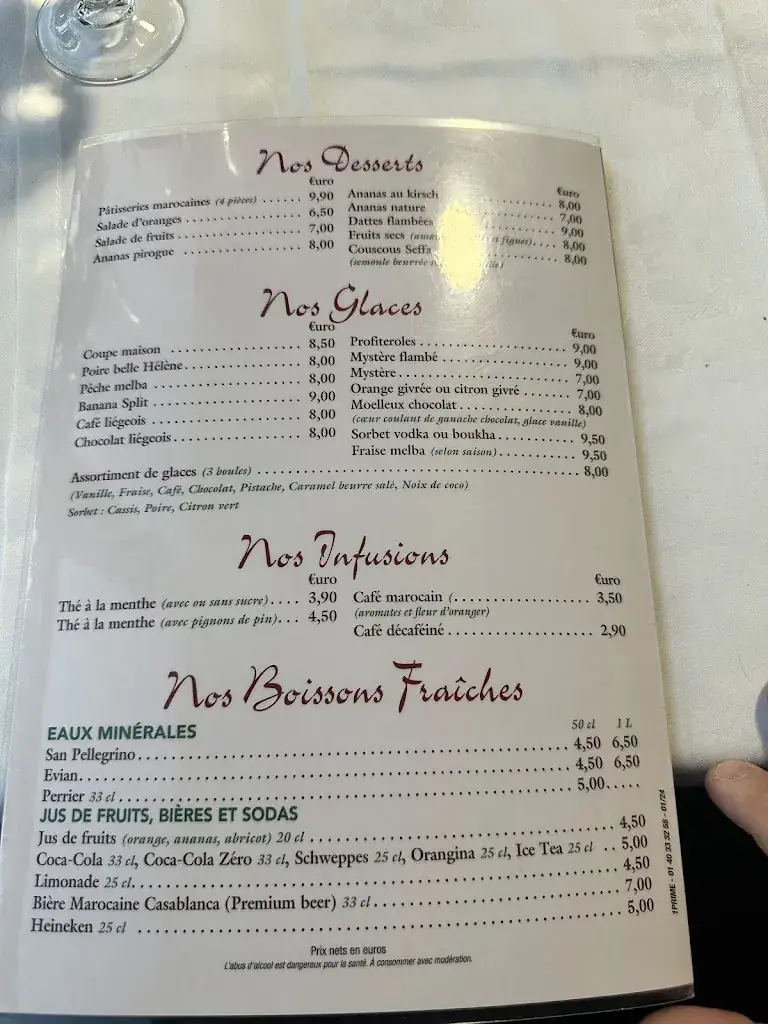 Nos Desserts
€uro
Pâtisseries marocaines (4 pièces) ...... 9,90
Salade d'oranges ...... 6,50
Salade de fruits ...... 7,00
Ananas pirogue ...... 8,00
€uro
Ananas au kirsch ...... 8,00
Ananas nature ...... 7,00
Dattes flambées ...... 9,00
Fruits secs et figues) .... 8,00
Couscous Seffa ...... 8,00
(semoule beurrée
Nos Glaces
€uro
Coupe maison ...... 8,50
Poire belle Hélène ...... 8,00
Pêche melba ...... 8,00
Banana Split ...... 9,00
Café liégeois ...... 8,00
Chocolat liégeois ...... 8,00
€uro
Profiteroles ...... 9,00
Mystère flambé ...... 9,00
Mystère ...... 7,00
Orange givrée ou citron givré ...... 7,00
Moelleux chocolat ...... 8,00
(cœur coulant de ganache chocolat, glace vanille)
Sorbet vodka ou boukha ...... 9,50
Fraise melba (selon saison) ...... 9,50
Assortiment de glaces (3 boules) ...... 8,00
(Vanille, Fraise, Café, Chocolat, Pistache, Caramel beurre salé, Noix de coco)
Sorbet : Cassis, Poire, Citron vert
Nos Infusions
€uro
Thé à la menthe (avec ou sans sucre) .... 3,90
Thé à la menthe (avec pignons de pin) ... 4,50
€uro
Café marocain ( ...... 3,50
(aromates et fleur d'oranger)
Café décaféiné ...... 2,90
Nos Boissons Fraîches
EAUX MINÉRALES 50 cl 1 L
San Pellegrino ...... 4,50 6,50
Evian ...... 4,50 6,50
Perrier 33 cl ...... 5,00 .....
JUS DE FRUITS, BIÈRES ET SODAS
Jus de fruits (orange, ananas, abricot) 20 cl ...... 4,50
Coca-Cola 33 cl, Coca-Cola Zéro 33 cl, Schweppes 25 cl, Orangina 25 cl, Ice Tea 25 cl .. 5,00
Limonade 25 cl ...... 4,50
Bière Marocaine Casablanca (Premium beer) 33 cl ...... 7,00
Heineken 25 cl ...... 5,00
Prix nets en euros
L'abus d'alcool est dangereux pour la santé. À consommer avec modération.
1PRIME - 01 40 33 32 58 - 01/24